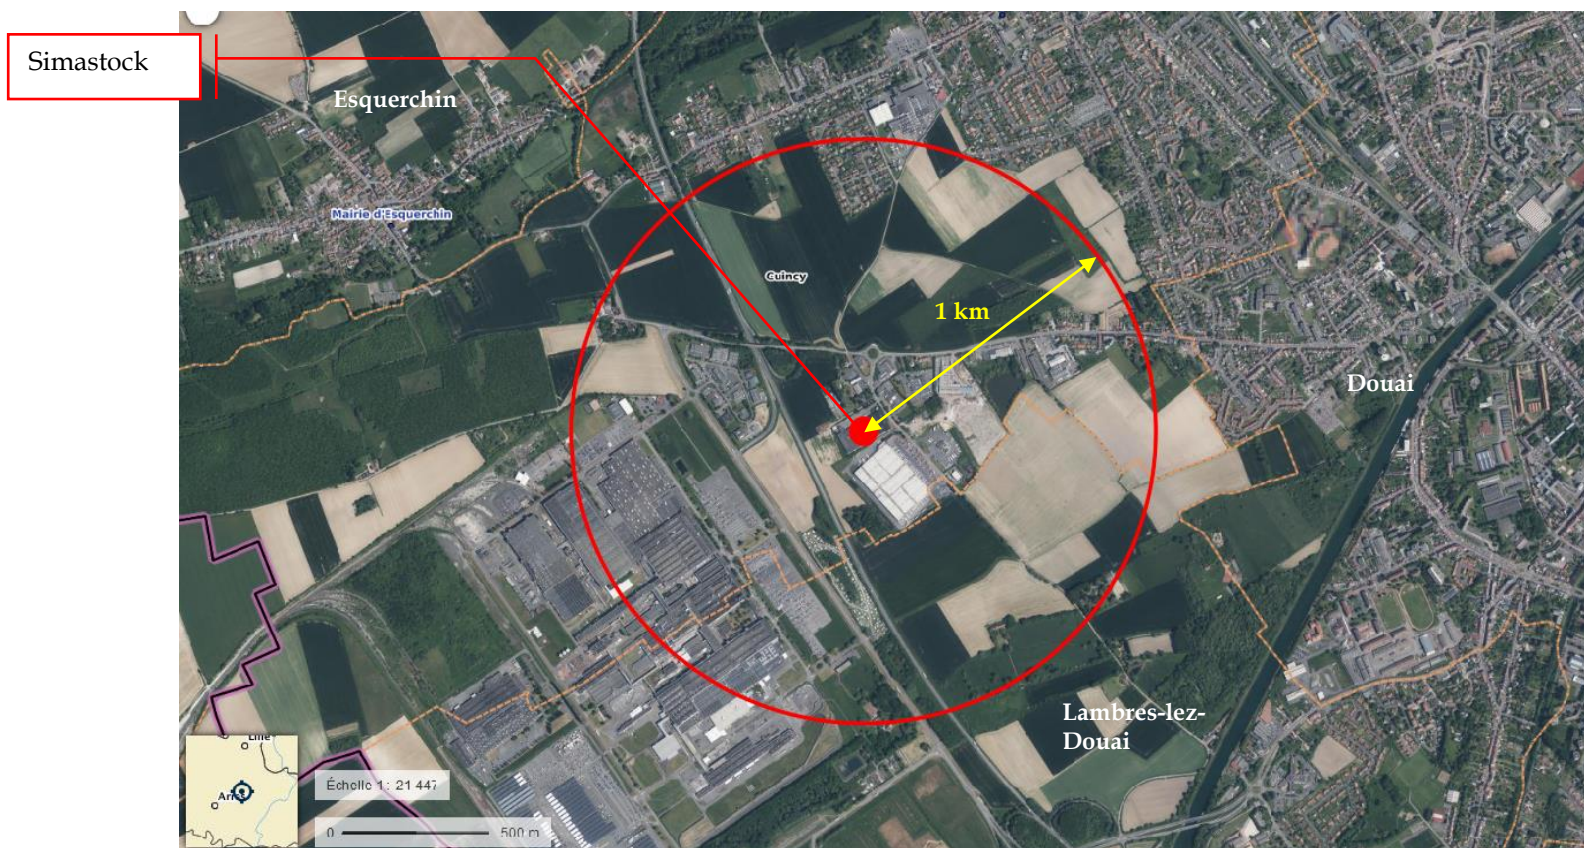 Simastock
Esquerchin
Mairie d'Esquerchin
Cuincy
1 km
Douai
Lambres-lez-
Douai
Lille
Échelle 1 : 21 447
0
500 m